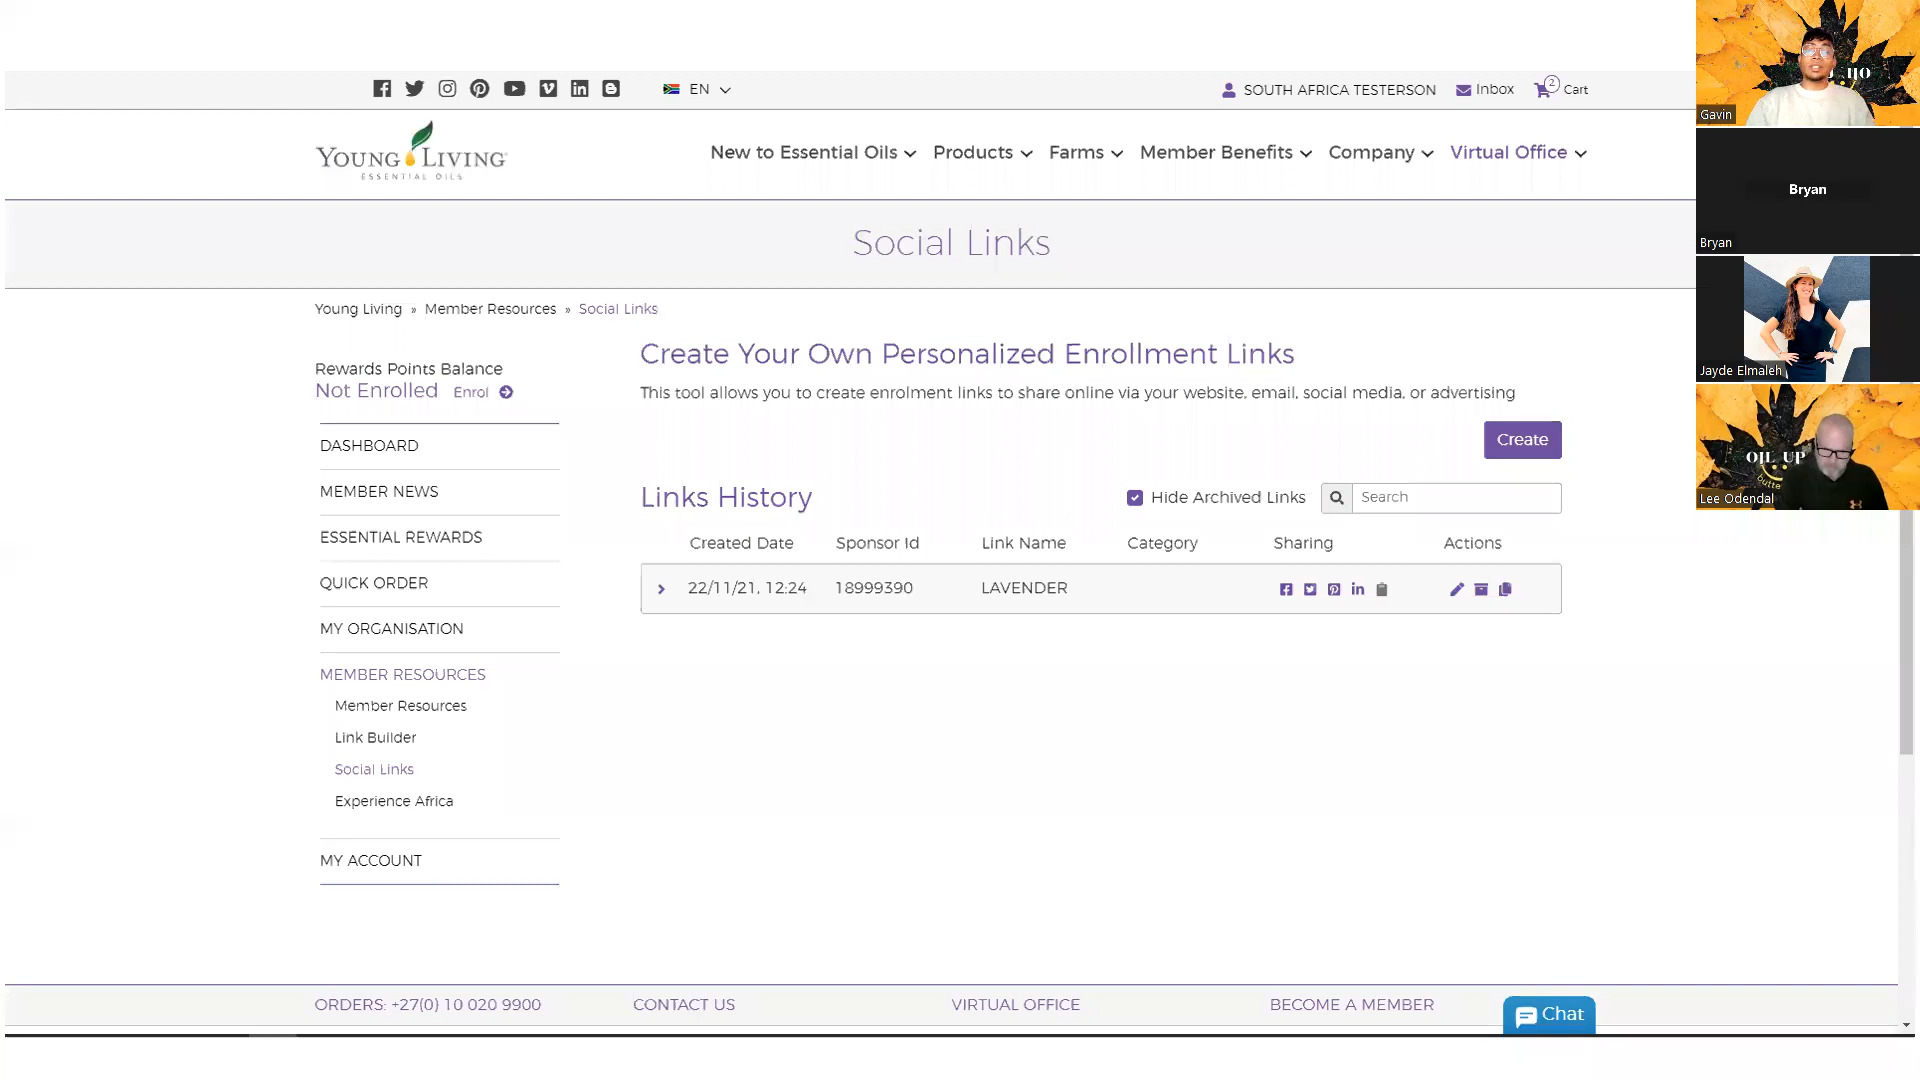 EN
SOUTH AFRICA TESTERSON
Inbox
2
Cart
YOUNG LIVING
ESSENTIAL OILS
New to Essential Oils
Products
Farms
Member Benefits
Company
Virtual Office
Social Links
Young Living » Member Resources » Social Links
Rewards Points Balance
Not Enrolled Enrol
DASHBOARD
MEMBER NEWS
ESSENTIAL REWARDS
QUICK ORDER
MY ORGANISATION
MEMBER RESOURCES
Member Resources
Link Builder
Social Links
Experience Africa
MY ACCOUNT
Create Your Own Personalized Enrollment Links
This tool allows you to create enrolment links to share online via your website, email, social media, or advertising
Create
Links History
Hide Archived Links
Search
Created Date Sponsor Id Link Name Category Sharing Actions
22/11/21, 12:24 18999390 LAVENDER
ORDERS: +27(0) 10 020 9900
CONTACT US
VIRTUAL OFFICE
BECOME A MEMBER
Chat
Gavin
Bryan
Bryan
Jayde Elmaleh
OIL UP
Lee Odendal